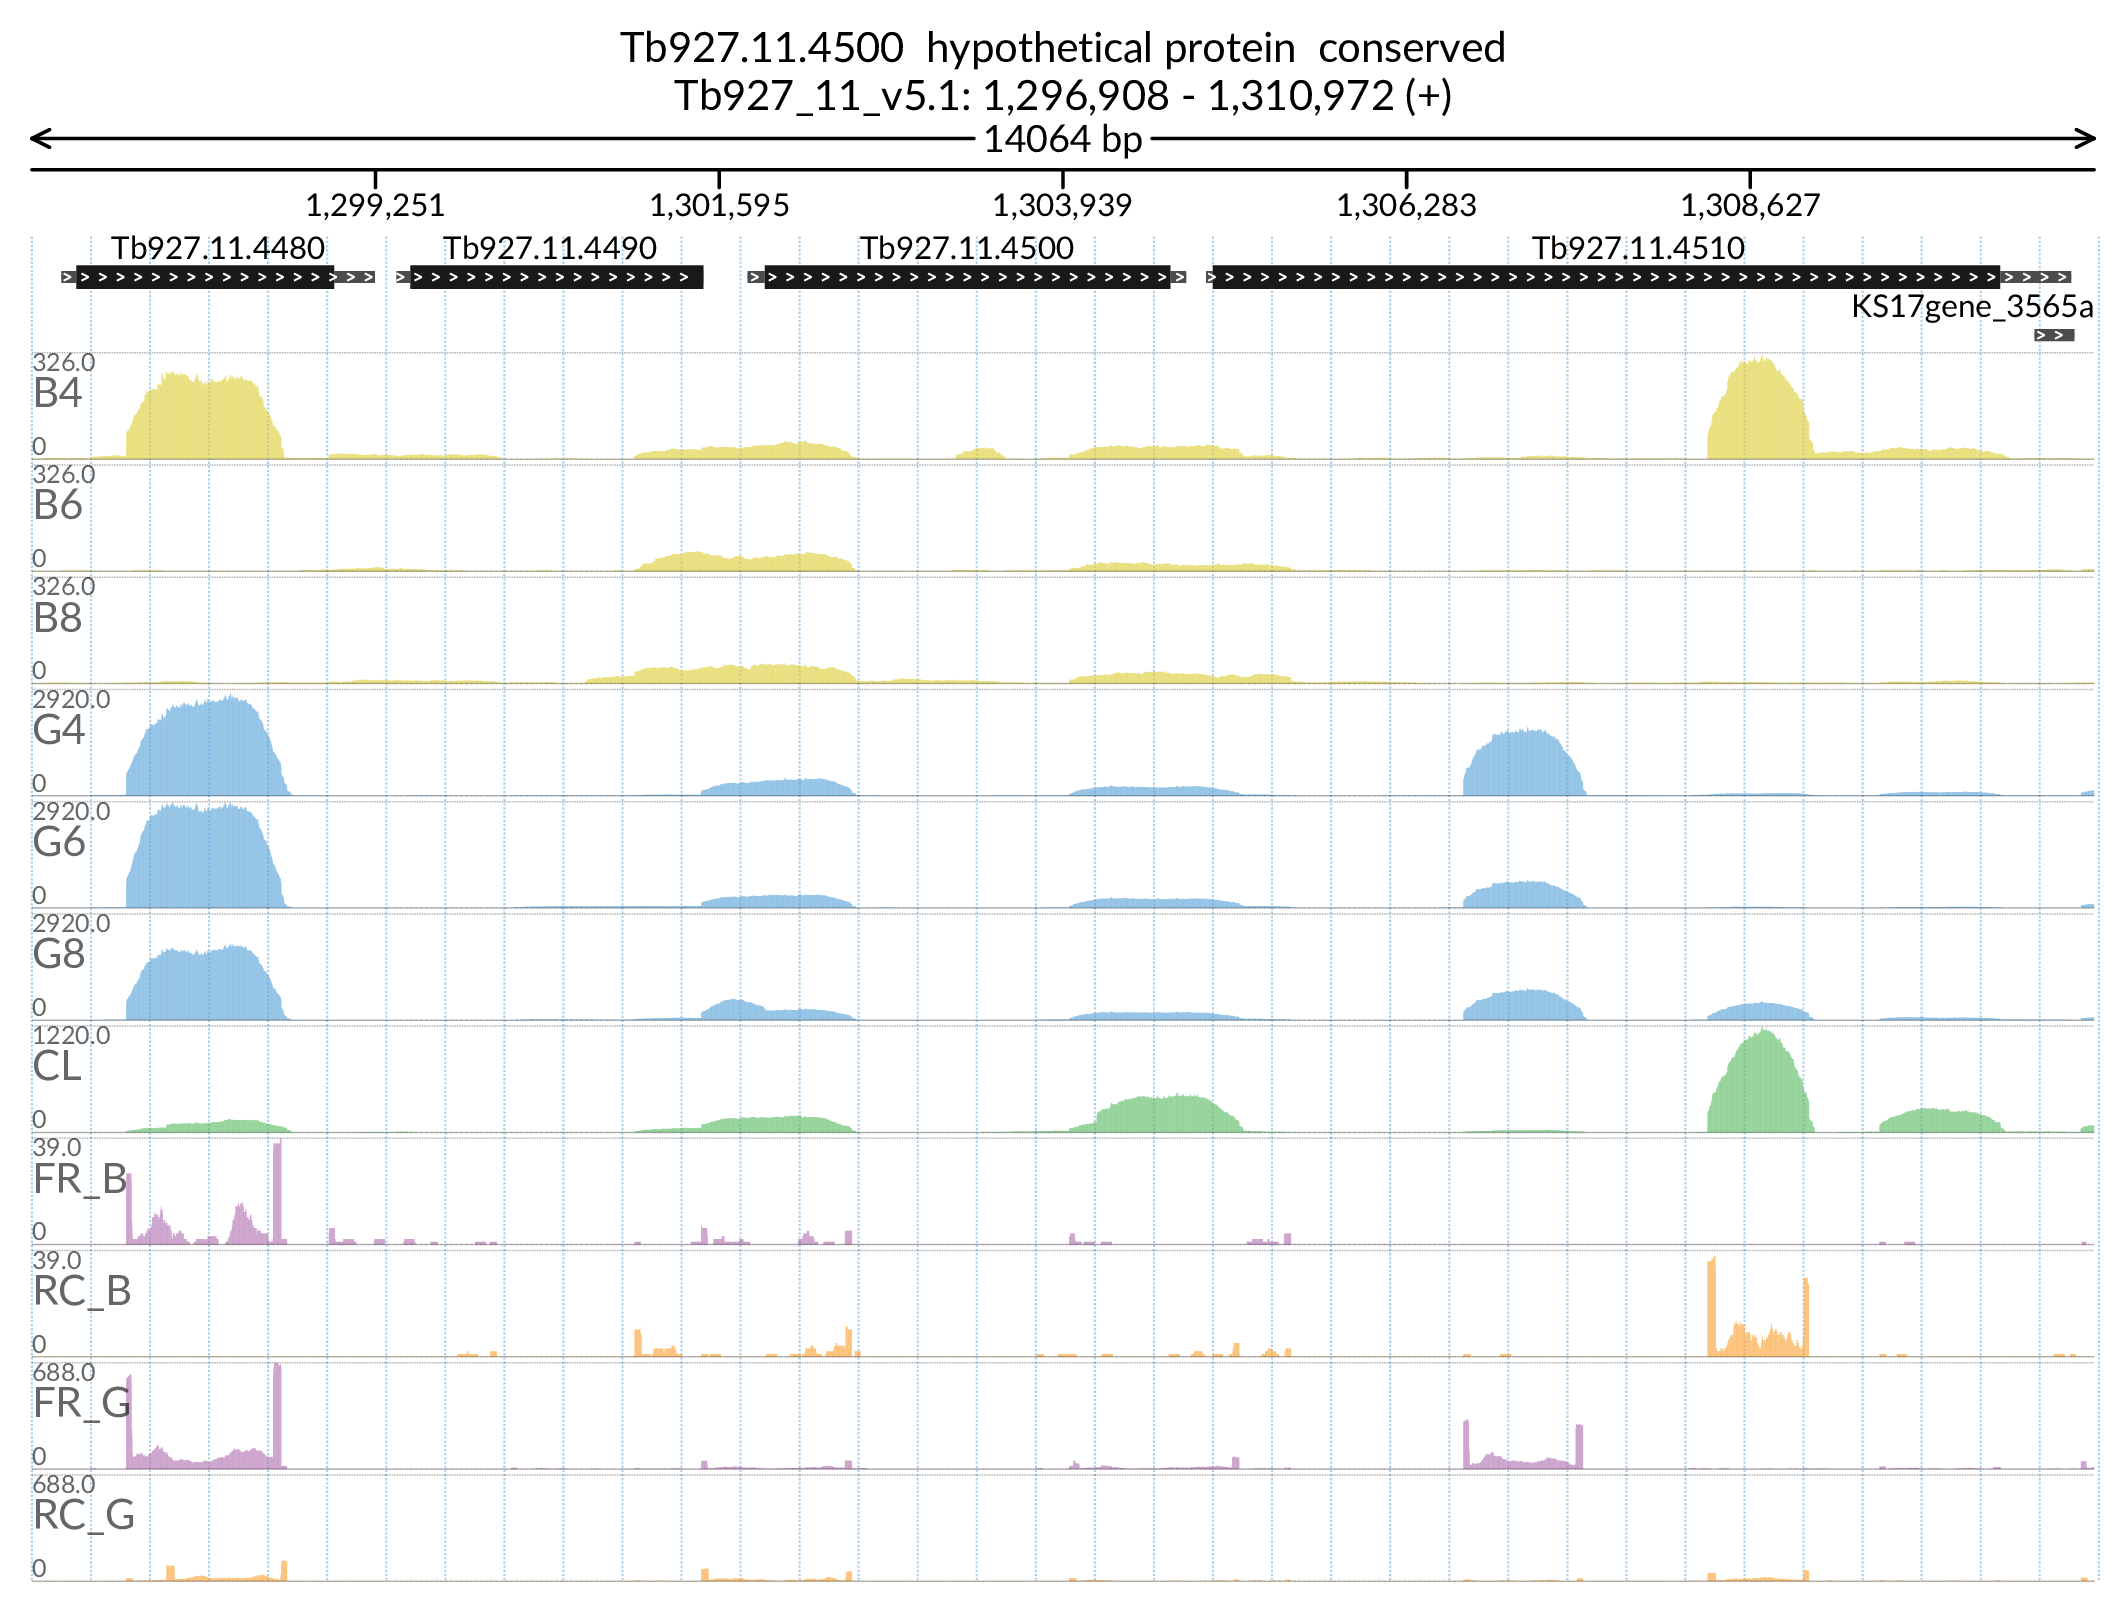 Tb927.11.4500 hypothetical protein conserved
Tb927_11_v5.1: 1,296,908 - 1,310,972 (+)
14064 bp
1,299,251 1,301,595 1,303,939 1,306,283 1,308,627
Tb927.11.4480 Tb927.11.4490 Tb927.11.4500 Tb927.11.4510
KS17gene_3565a
326.0
B4
0
326.0
B6
0
326.0
B8
0
2920.0
G4
0
2920.0
G6
0
2920.0
G8
0
1220.0
CL
0
39.0
FR_B
0
39.0
RC_B
0
688.0
FR_G
0
688.0
RC_G
0